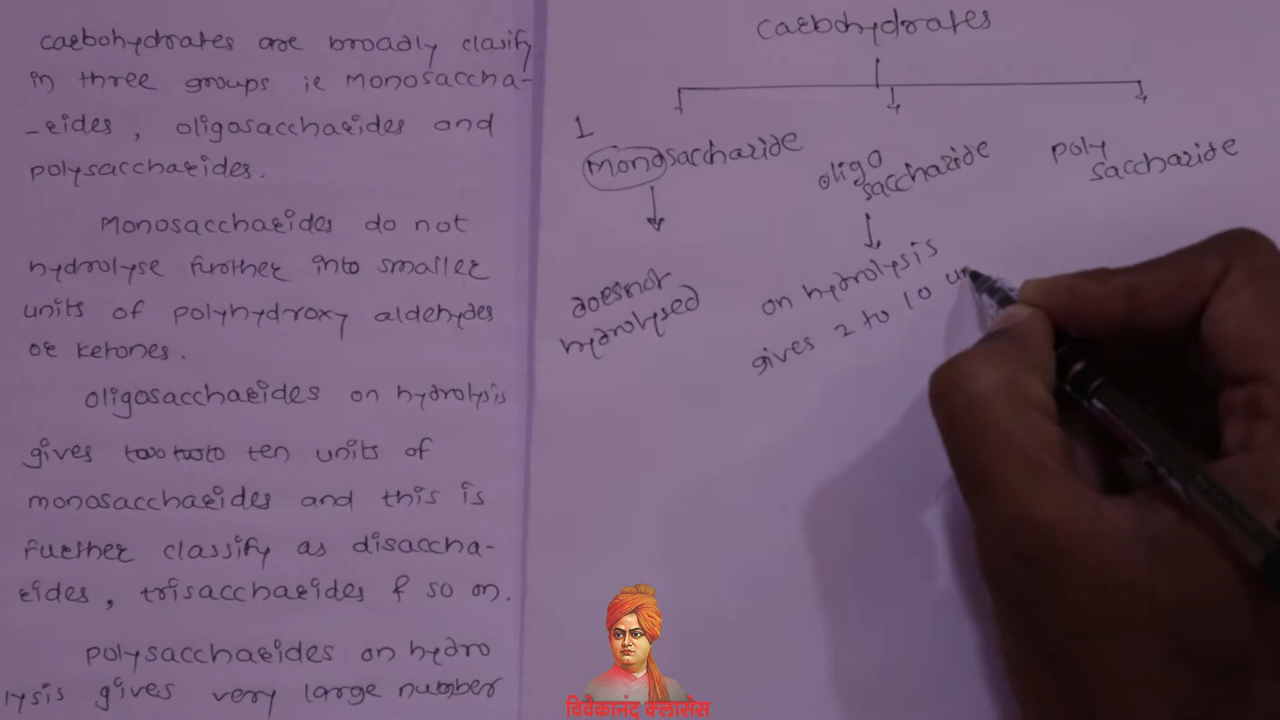 carbohydrates are broadly clasify
in three groups ie Monosaccha-
-rides, oligosaccharides and
polysaccharides.
Monosaccharides do not
hydrolyse further into smaller
units of polyhydroxy aldehydes
or ketones.
oligosaccharides on hydrolysis
gives ten units of
monosaccharides and this is
further classify as disaccha-
rides, trisaccharides & so on.
polysaccharides on hydro
lysis gives very large number
Carbohydrates
1
Monosaccharide
oligo
saccharide
poly
saccharide
doesnot
hydrolysed
on hydrolysis
gives 2 to 10 un
विवेकानंद क्लासेस